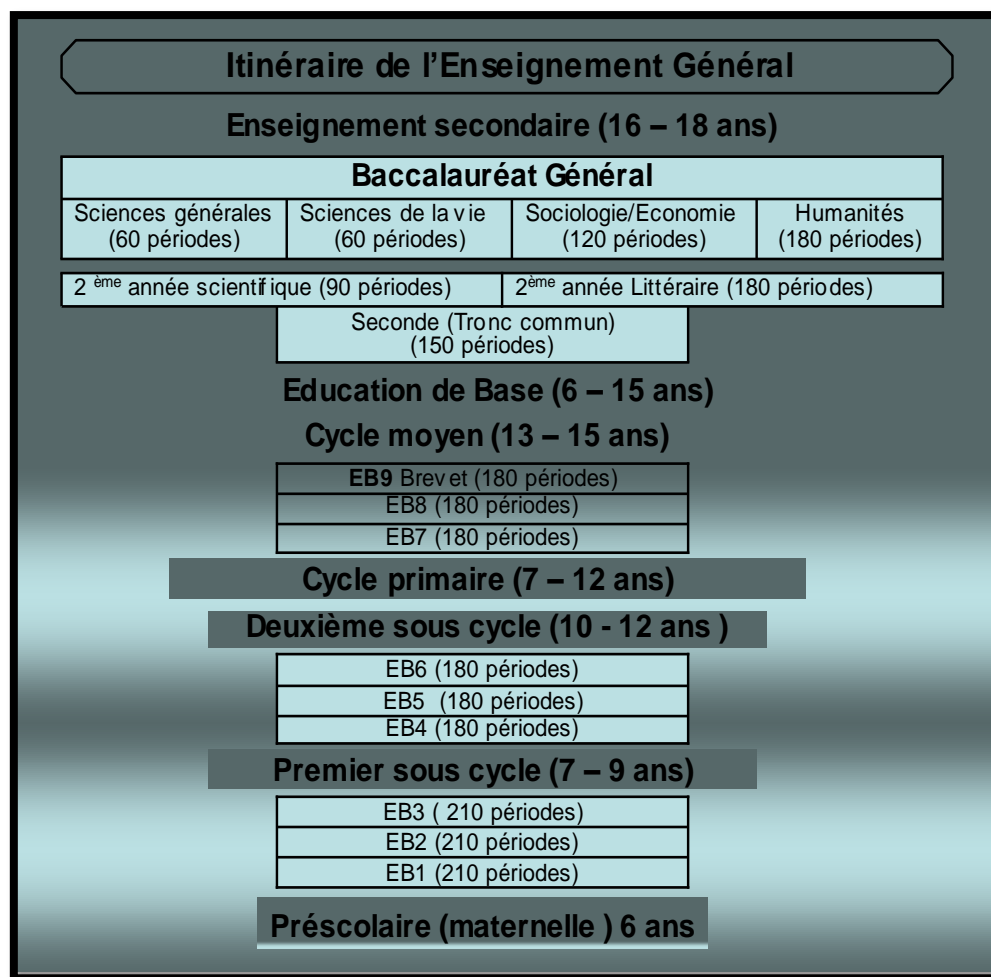 Itinéraire de l’Enseignement Général
Enseignement secondaire (16 – 18 ans)
Baccalauréat Général
Sciences générales
(60 périodes)
Sciences de la vie
(60 périodes)
Sociologie/Economie
(120 périodes)
Humanités
(180 périodes)
2 ème année scientifique (90 périodes)
2ème année Littéraire (180 périodes)
Seconde (Tronc commun)
(150 périodes)
Education de Base (6 – 15 ans)
Cycle moyen (13 – 15 ans)
EB9 Brevet (180 périodes)
EB8 (180 périodes)
EB7 (180 périodes)
Cycle primaire (7 – 12 ans)
Deuxième sous cycle (10 - 12 ans )
EB6 (180 périodes)
EB5 (180 périodes)
EB4 (180 périodes)
Premier sous cycle (7 – 9 ans)
EB3 ( 210 périodes)
EB2 (210 périodes)
EB1 (210 périodes)
Préscolaire (maternelle ) 6 ans